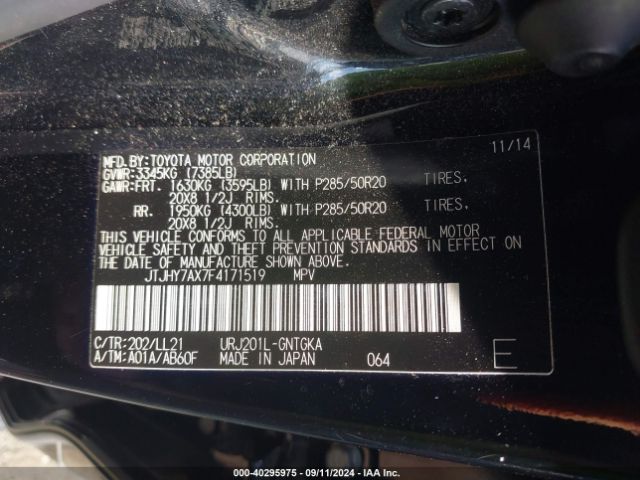 11/14
MFD.BY:TOYOTA MOTOR CORPORATION
GVWR:3345KG (7385LB)
GAWR:FRT. 1630KG (3595LB) WITH P285/50R20 TIRES.
20X8 1/2J RIMS.
RR. 1950KG (4300LB) WITH P285/50R20 TIRES.
20X8 1/2J RIMS.
THIS VEHICLE CONFORMS TO ALL APPLICABLE FEDERAL MOTOR
VEHICLE SAFETY AND THEFT PREVENTION STANDARDS IN EFFECT ON
THE DATE OF MANUFACTURE SHOWN ABOVE.
JTJHY7AX7F4171519 MPV
C/TR:202/LL21 URJ201L-GNTGKA
A/TM:A01A/AB60F MADE IN JAPAN 064 E
000-40295975 - 09/11/2024 - IAA Inc.